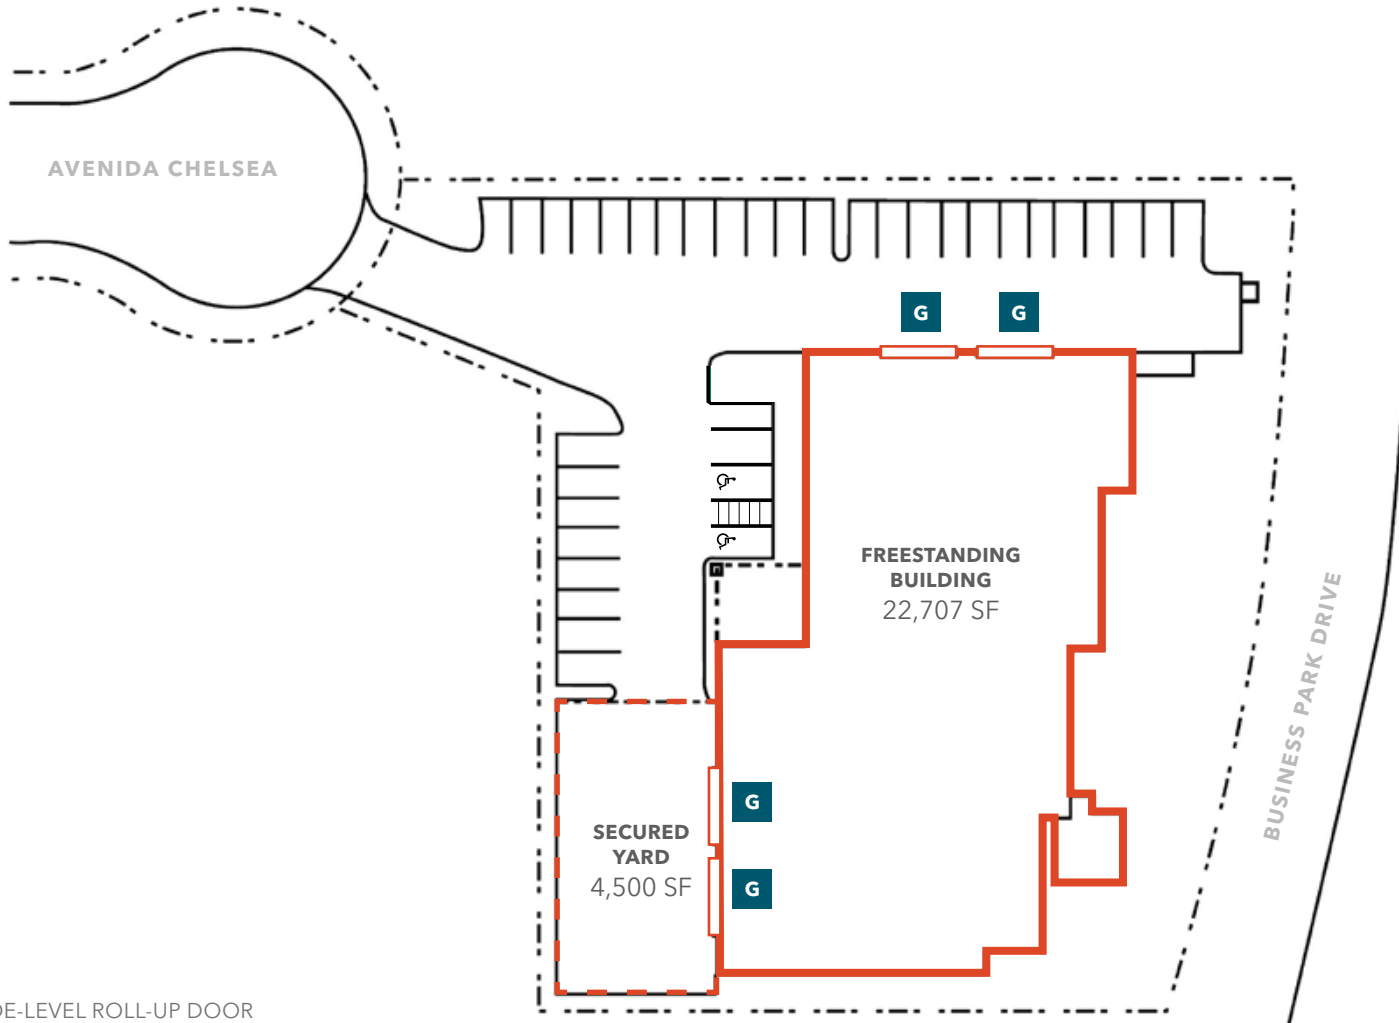 AVENIDA CHELSEA
G G
FREESTANDING
BUILDING
22,707 SF
BUSINESS PARK DRIVE
G
SECURED
YARD
4,500 SF
G
DE-LEVEL ROLL-UP DOOR